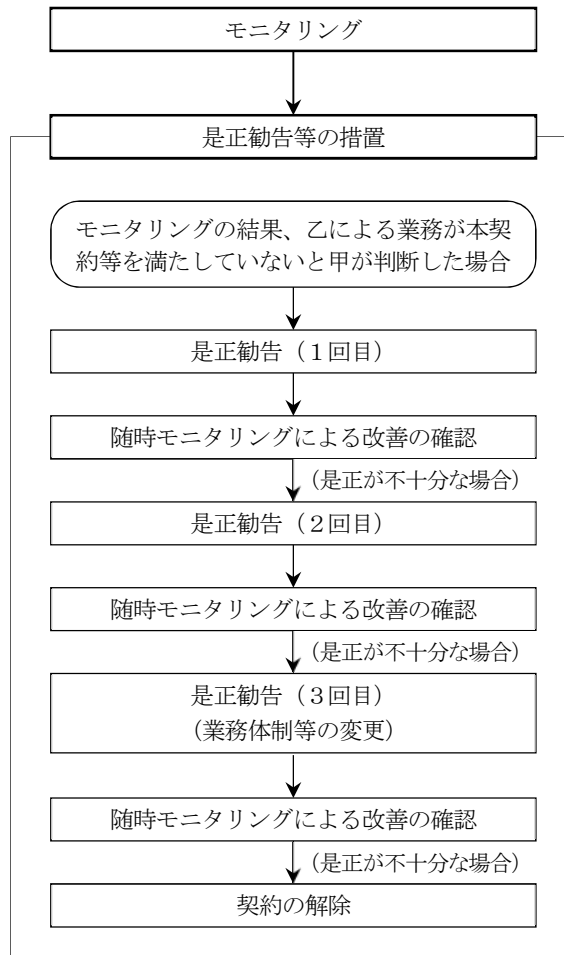 モニタリング
是正勧告等の措置
モニタリングの結果、乙による業務が本契
約等を満たしていないと甲が判断した場合
是正勧告（１回目）
随時モニタリングによる改善の確認
（是正が不十分な場合）
是正勧告（２回目）
随時モニタリングによる改善の確認
（是正が不十分な場合）
是正勧告（３回目）
（業務体制等の変更）
随時モニタリングによる改善の確認
（是正が不十分な場合）
契約の解除